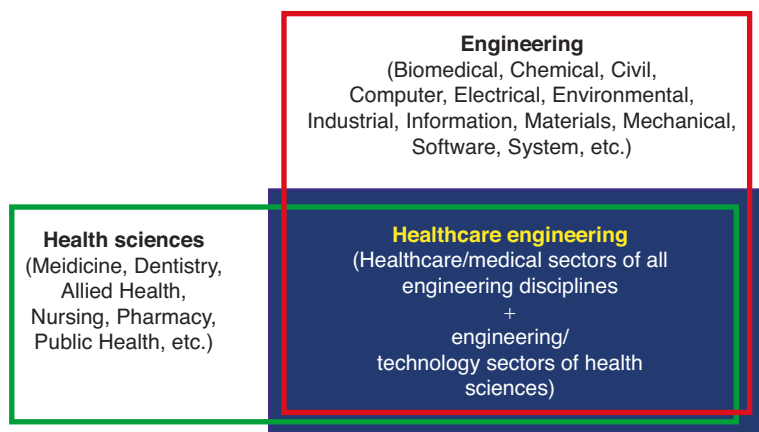 Engineering
(Biomedical, Chemical, Civil,
Computer, Electrical, Environmental,
Industrial, Information, Materials, Mechanical,
Software, System, etc.)
Health sciences
(Meidicine, Dentistry,
Allied Health,
Nursing, Pharmacy,
Public Health, etc.)
Healthcare engineering
(Healthcare/medical sectors of all
engineering disciplines
+
engineering/
technology sectors of health
sciences)